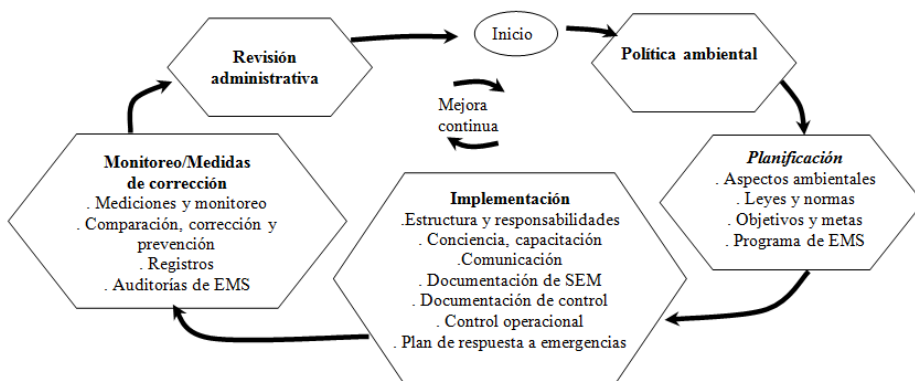 Inicio
Política ambiental
Planificación
. Aspectos ambientales
. Leyes y normas
. Objetivos y metas
. Programa de EMS
Implementación
.Estructura y responsabilidades
. Conciencia, capacitación
.Comunicación
. Documentación de SEM
. Documentación de control
. Control operacional
. Plan de respuesta a emergencias
Monitoreo/Medidas
de corrección
. Mediciones y monitoreo
. Comparación, corrección y
prevención
. Registros
. Auditorías de EMS
Revisión
administrativa
Mejora
continua